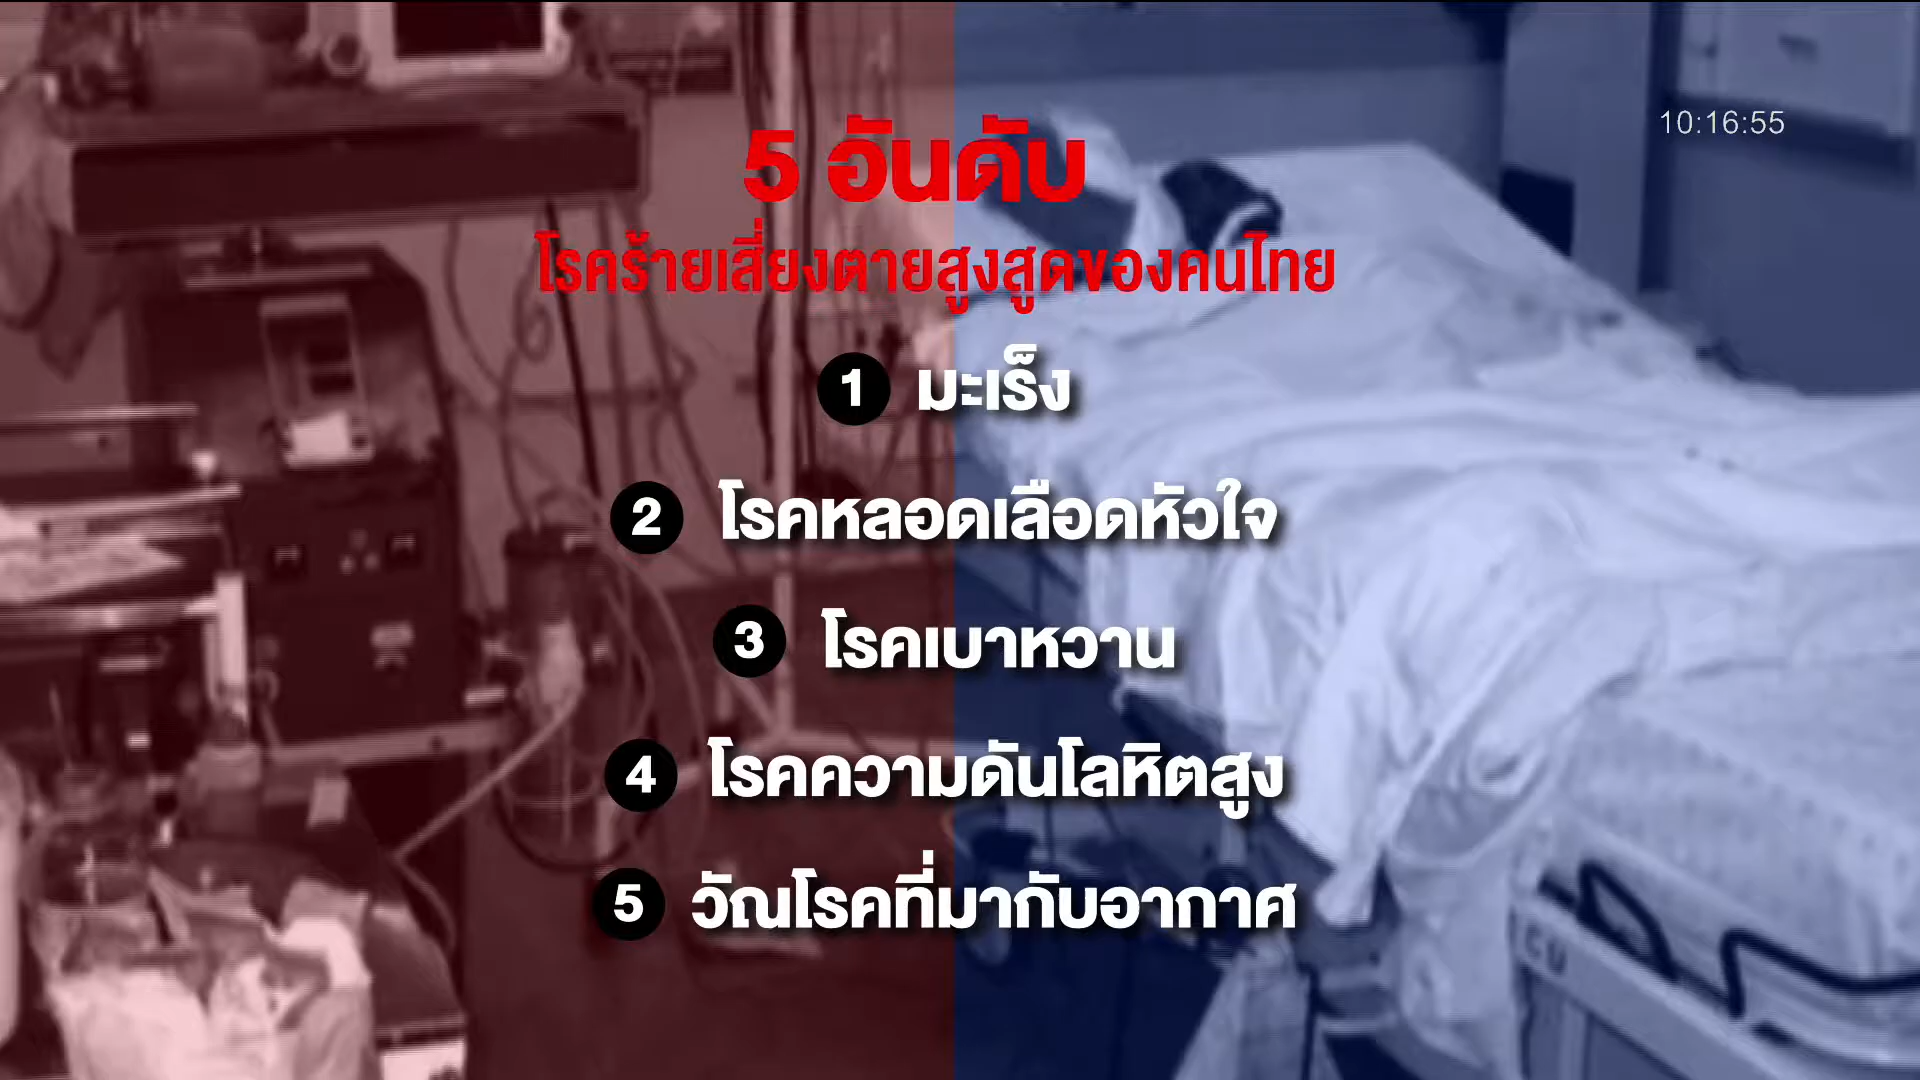 10:16:55
5 อันดับ
โรคร้ายเสี่ยงตายสูงสูดของคนไทย
1 มะเร็ง
2 โรคหลอดเลือดหัวใจ
3 โรคเบาหวาน
4 โรคความดันโลหิตสูง
5 วัณโรคที่มากับอากาศ
CU